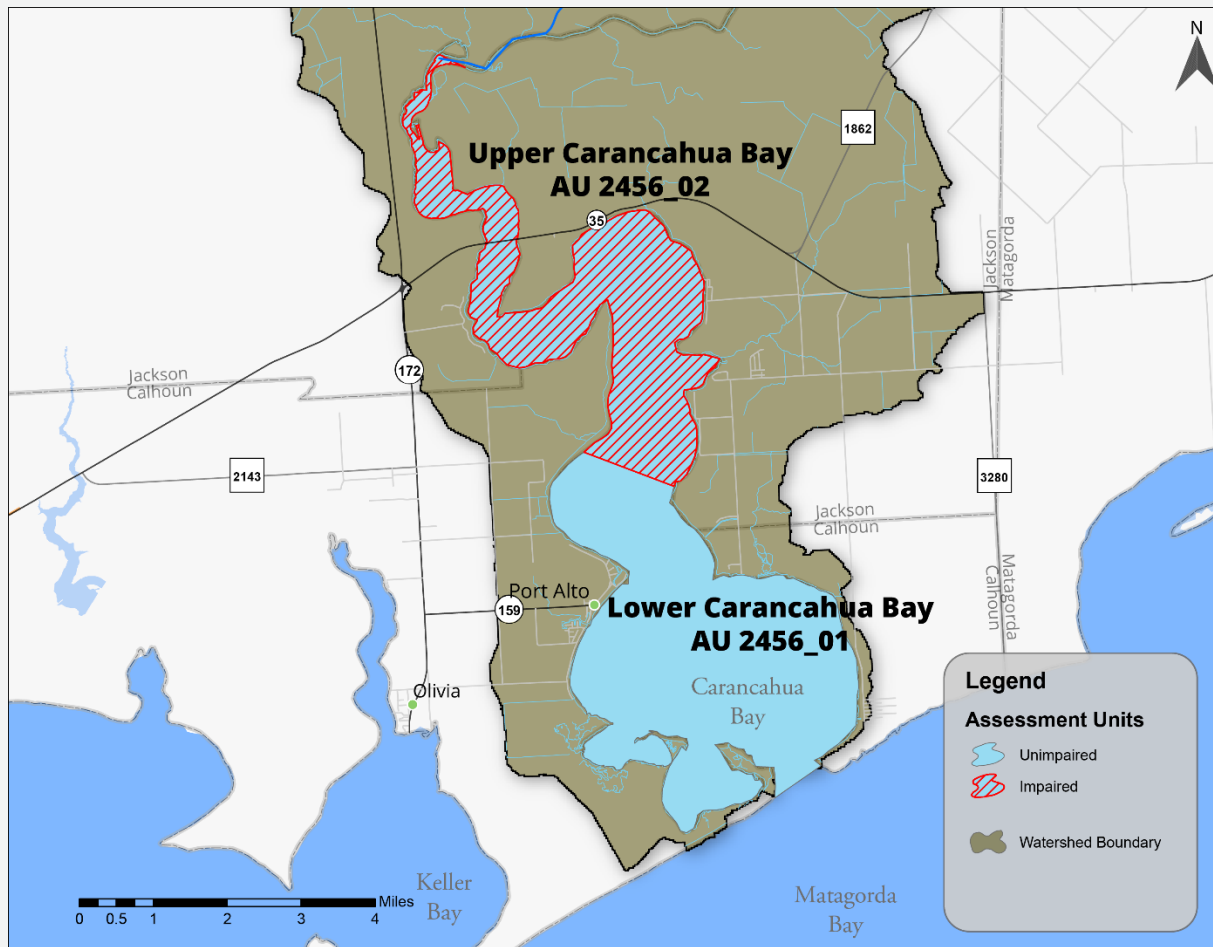 N
1862
Upper Carancahua Bay
AU 2456_02
35
Jackson
Matagorda
172
Jackson
Calhoun
2143
3280
Jackson
Calhoun
Matagorda
Calhoun
Port Alto
159
Lower Carancahua Bay
AU 2456_01
Carancahua
Bay
Olivia
Legend
Assessment Units
Unimpaired
Impaired
Watershed Boundary
Keller
Bay
Matagorda
Bay
Miles
0 0.5 1 2 3 4